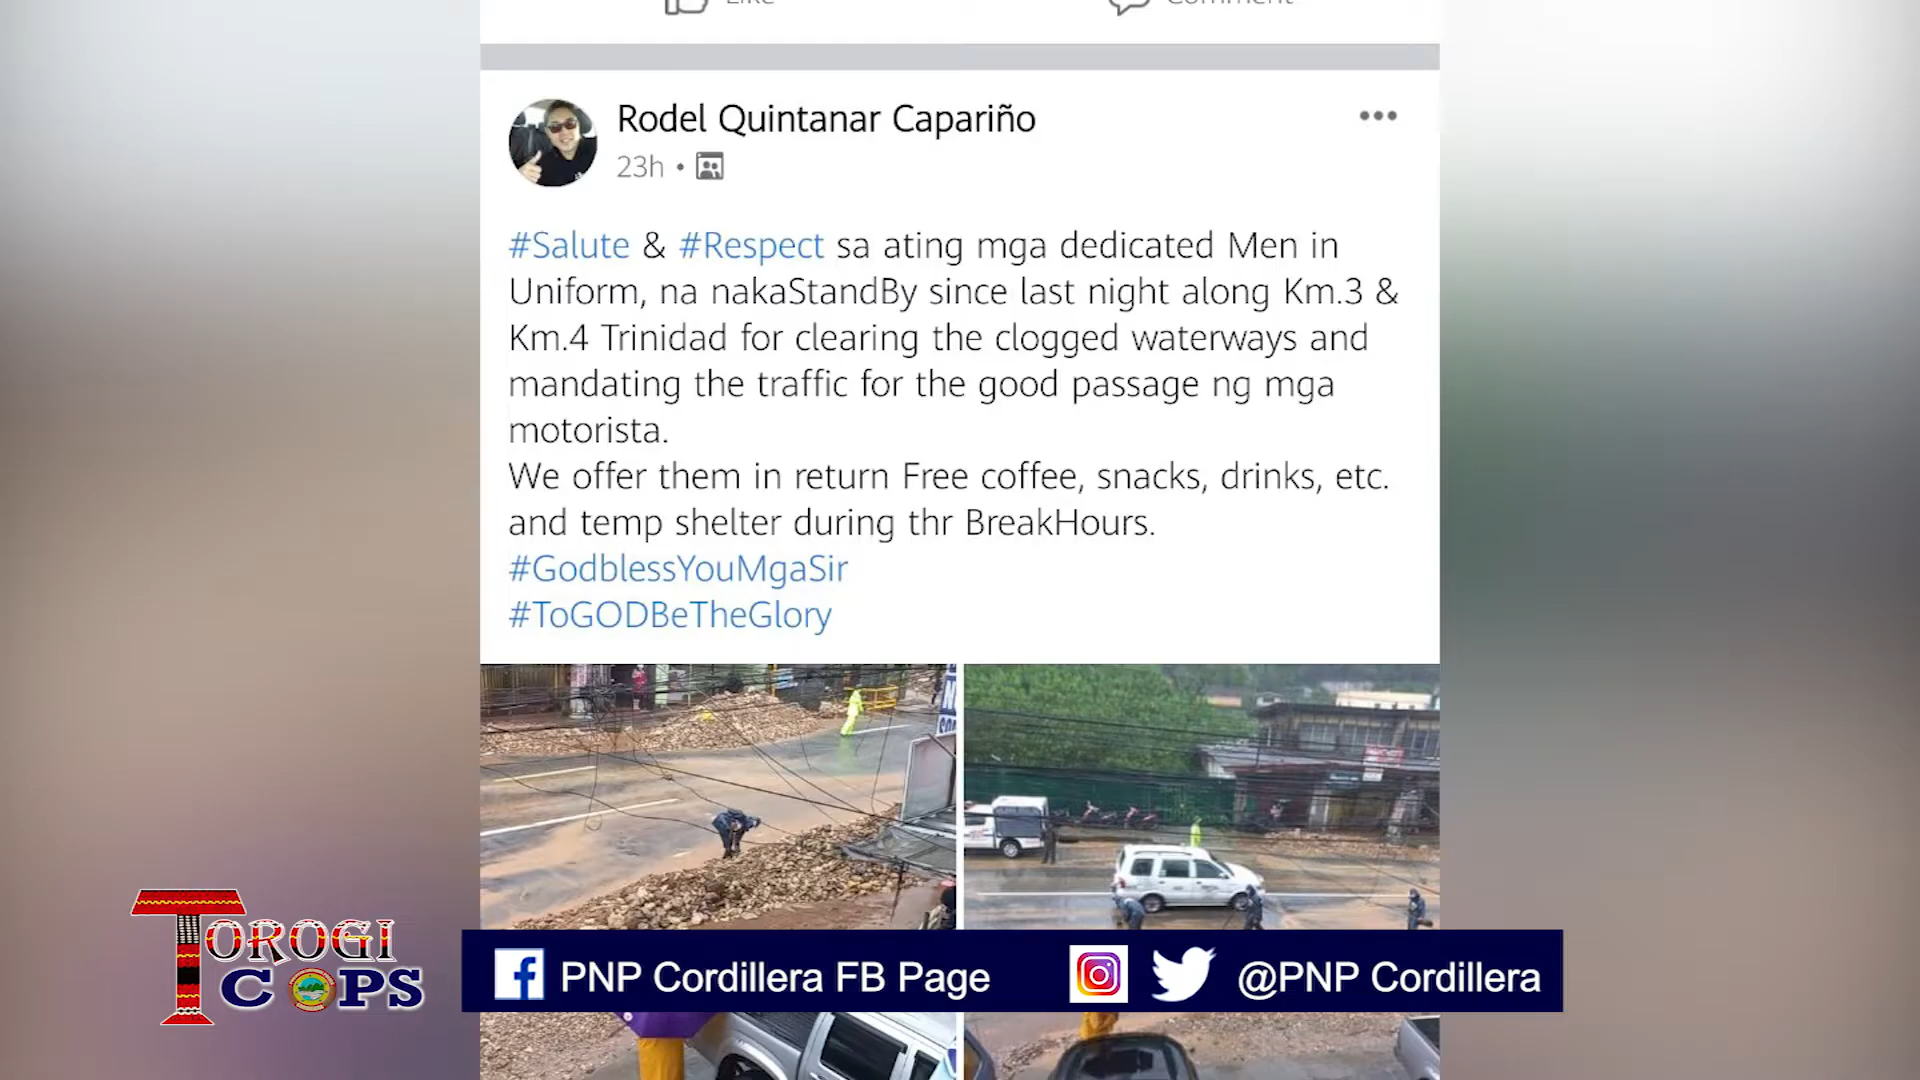 Like
Comment
Rodel Quintanar Capariño
23h •
#Salute & #Respect sa ating mga dedicated Men in
Uniform, na nakaStandBy since last night along Km.3 &
Km.4 Trinidad for clearing the clogged waterways and
mandating the traffic for the good passage ng mga
motorista.
We offer them in return Free coffee, snacks, drinks, etc.
and temp shelter during thr BreakHours.
#GodblessYouMgaSir
#ToGODBeTheGlory
TOROGI
COPS
PNP Cordillera FB Page
@PNP Cordillera